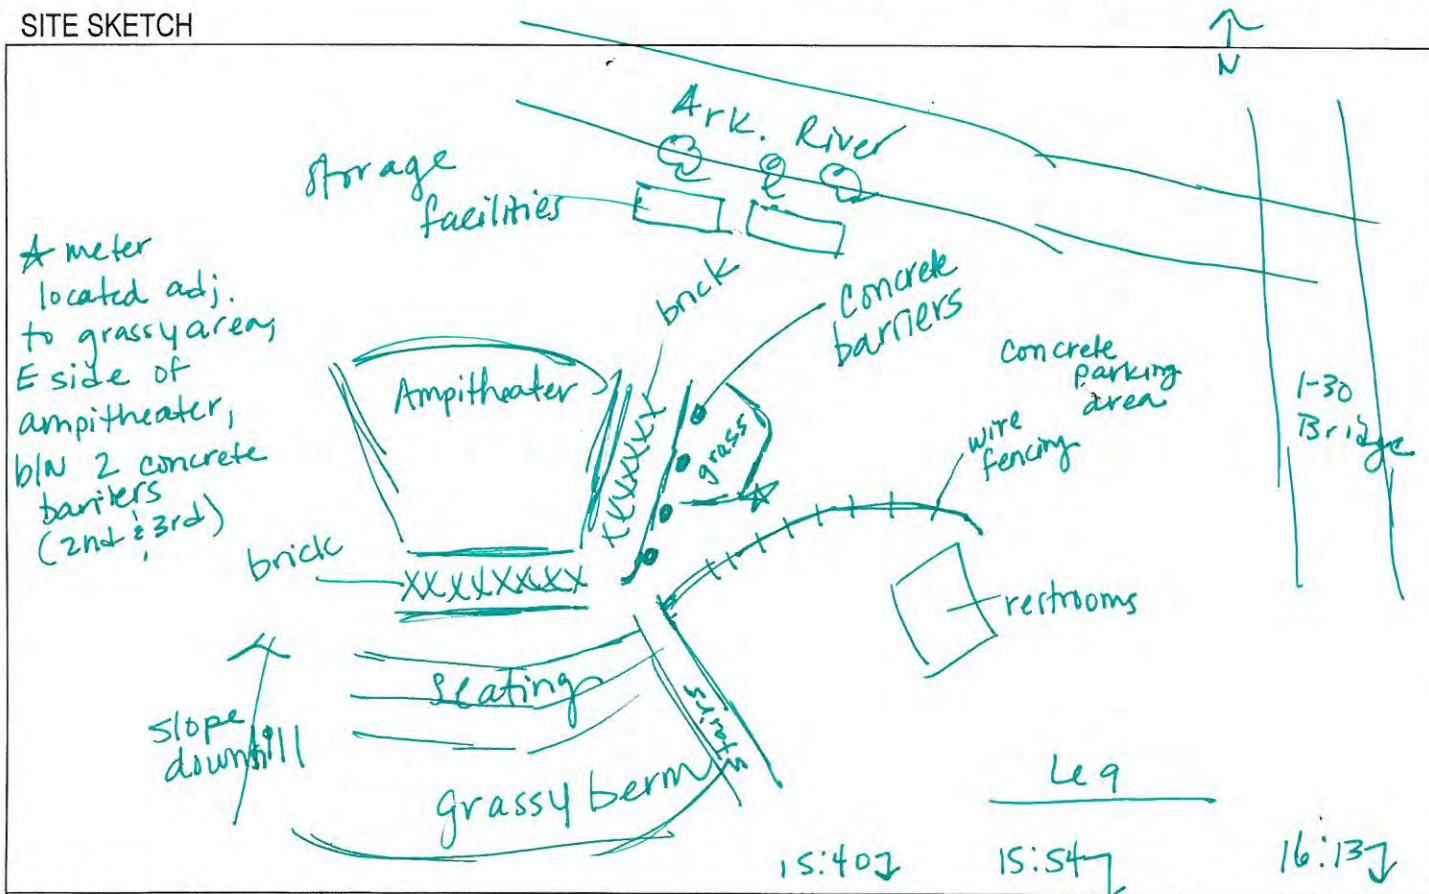 SITE SKETCH
N
Ark. River
storage
facilities
☆ meter
located adj.
to grassy area,
E side of
ampitheater,
b/w 2 concrete
barriers
(2nd & 3rd)
brick
concrete
barriers
Ampitheater
grass
concrete
parking
area
wire
fencing
I-30
Bridge
brick
XXXXXXX
XXXXXXXX
restrooms
seating
stairs
slope
downhill
grassy berm
Leq
15:40
15:54
16:13